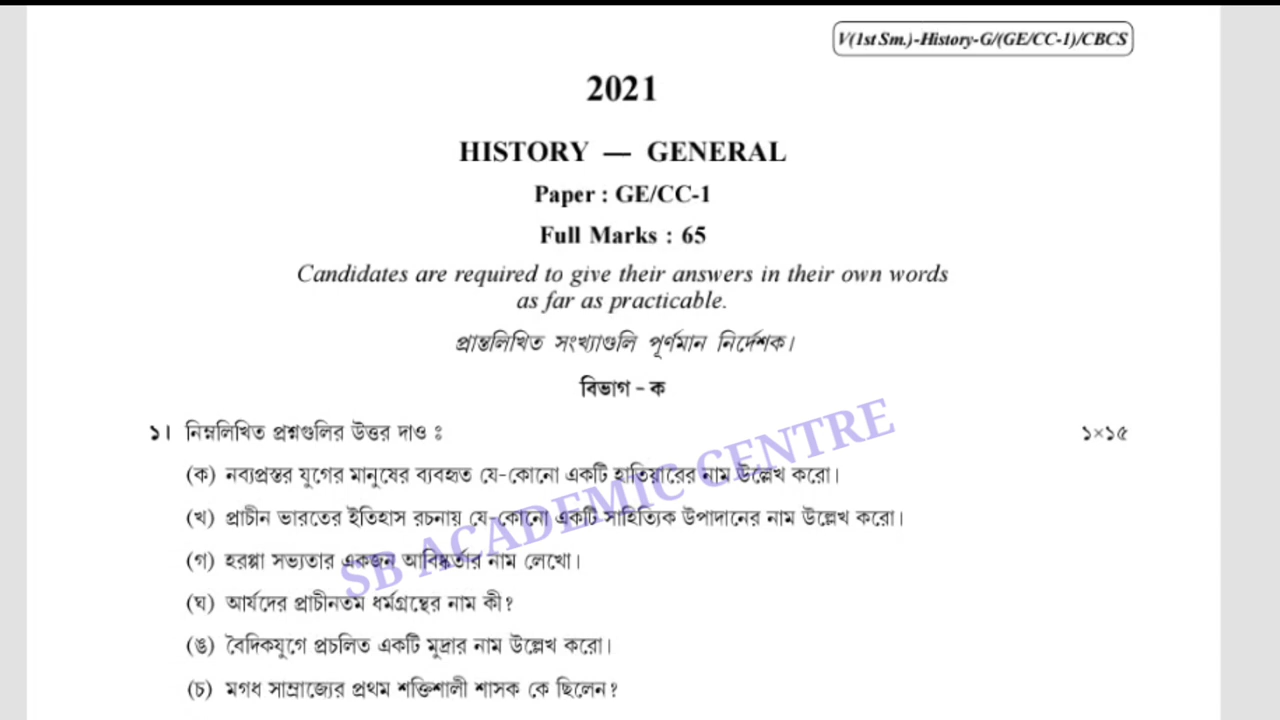 V(1st Sm.)-History-G/(GE/CC-1)/CBCS
2021
HISTORY — GENERAL
Paper : GE/CC-1
Full Marks : 65
Candidates are required to give their answers in their own words
as far as practicable.
প্রান্তলিখিত সংখ্যাগুলি পূর্ণমান নির্দেশক।
বিভাগ - ক
১। নিম্নলিখিত প্রশ্নগুলির উত্তর দাও ঃ ১×১৫
(ক) নব্যপ্রস্তর যুগের মানুষের ব্যবহৃত যে-কোনো একটি হাতিয়ারের নাম উল্লেখ করো।
(খ) প্রাচীন ভারতের ইতিহাস রচনায় যে-কোনো একটি সাহিত্যিক উপাদানের নাম উল্লেখ করো।
(গ) হরপ্পা সভ্যতার একজন আবিষ্কর্তার নাম লেখো।
(ঘ) আর্যদের প্রাচীনতম ধর্মগ্রন্থের নাম কী?
(ঙ) বৈদিকযুগে প্রচলিত একটি মুদ্রার নাম উল্লেখ করো।
(চ) মগধ সাম্রাজ্যের প্রথম শক্তিশালী শাসক কে ছিলেন?
SB ACADEMIC CENTRE